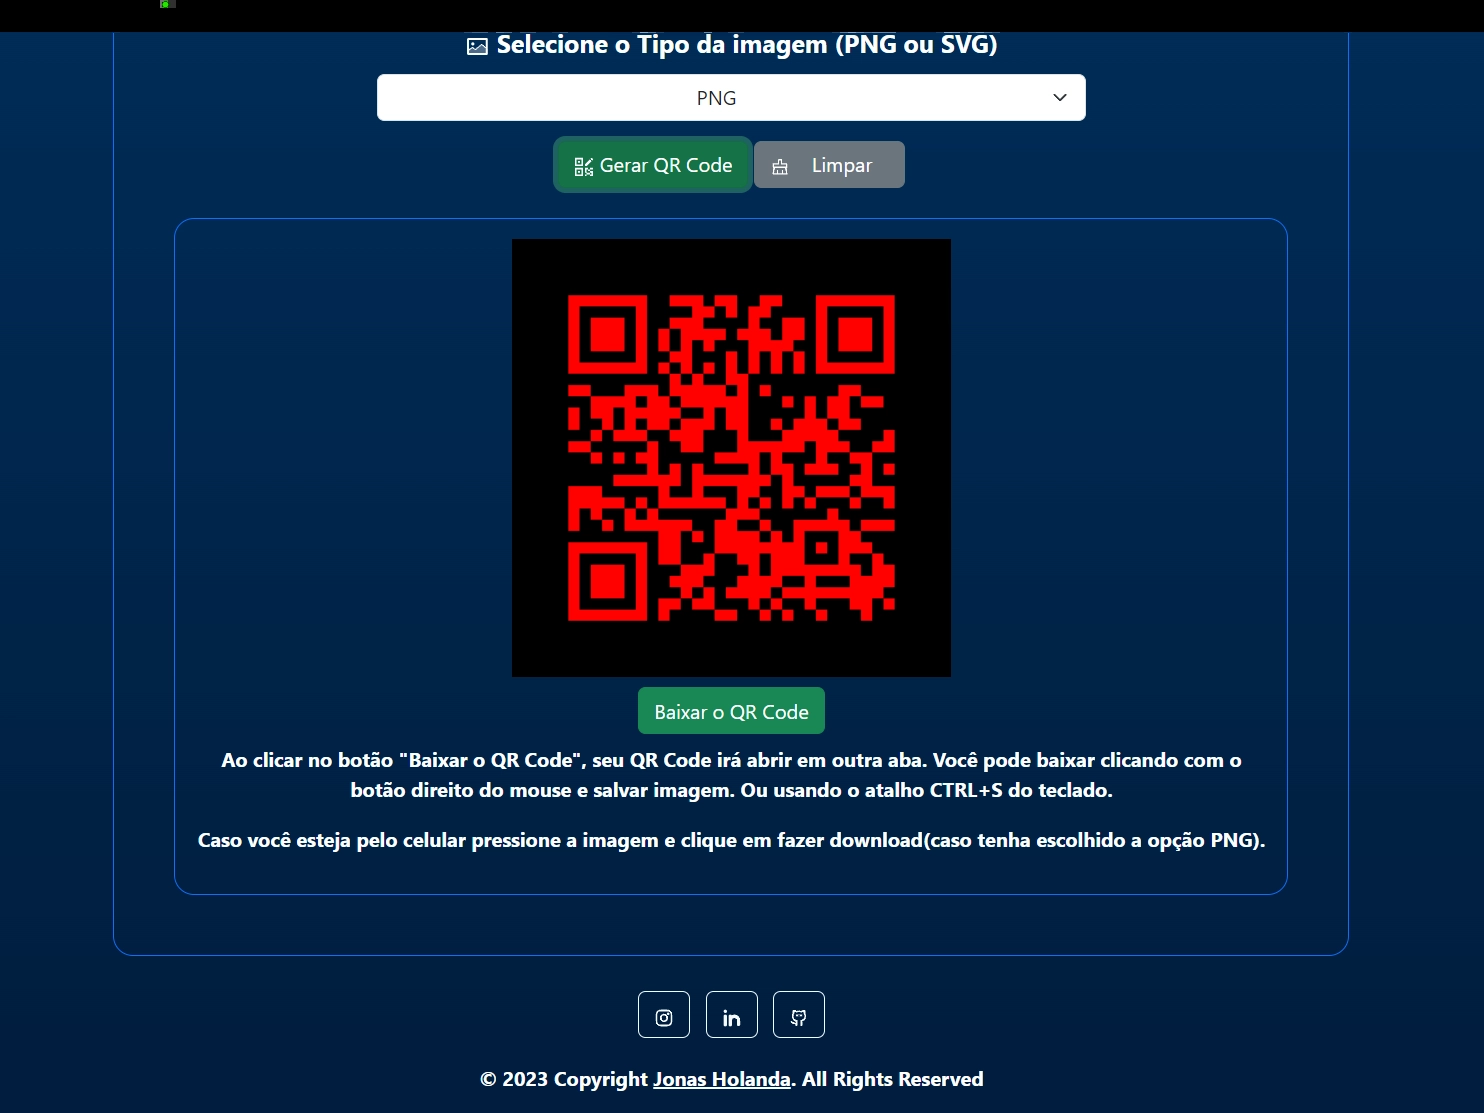 Selecione o Tipo da imagem (PNG ou SVG)
PNG
Gerar QR Code
Limpar
Baixar o QR Code
Ao clicar no botão "Baixar o QR Code", seu QR Code irá abrir em outra aba. Você pode baixar clicando com o
botão direito do mouse e salvar imagem. Ou usando o atalho CTRL+S do teclado.
Caso você esteja pelo celular pressione a imagem e clique em fazer download(caso tenha escolhido a opção PNG).
© 2023 Copyright Jonas Holanda. All Rights Reserved